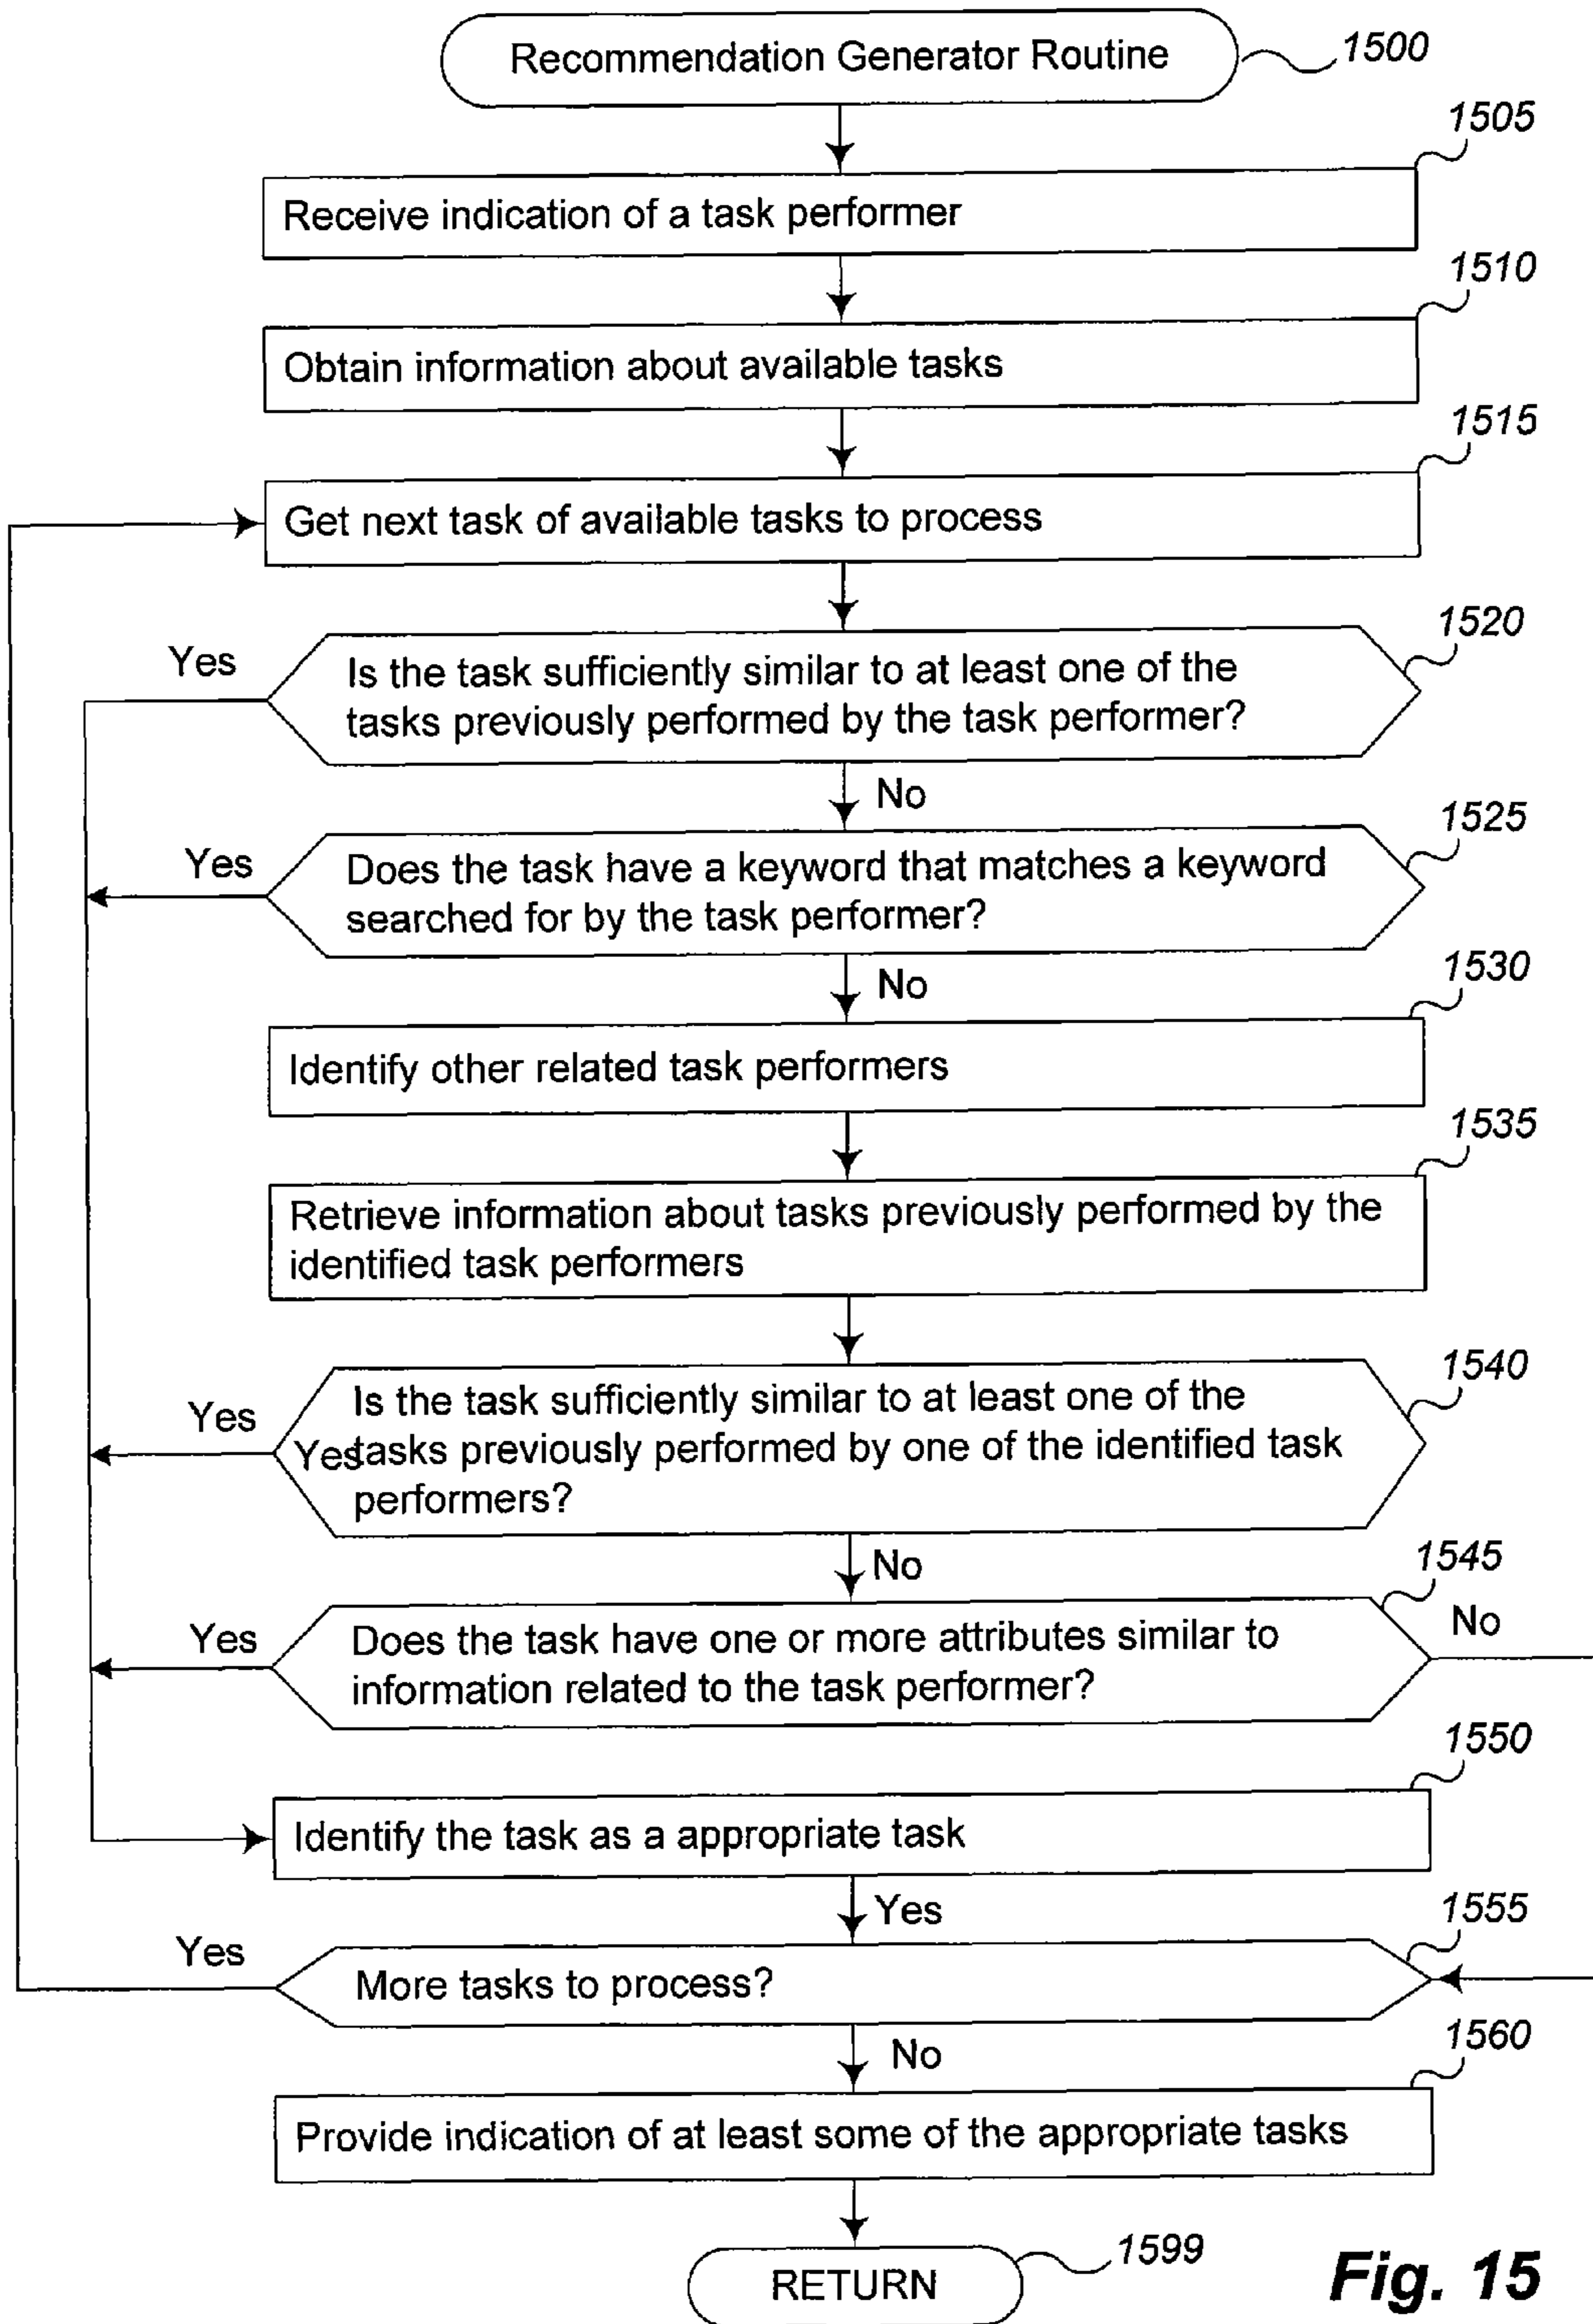 Recommendation Generator Routine
1500
1505
Receive indication of a task performer
1510
Obtain information about available tasks
1515
Get next task of available tasks to process
1520
Yes
Is the task sufficiently similar to at least one of the
tasks previously performed by the task performer?
No
1525
Yes
Does the task have a keyword that matches a keyword
searched for by the task performer?
No
1530
Identify other related task performers
1535
Retrieve information about tasks previously performed by the
identified task performers
1540
Yes
Is the task sufficiently similar to at least one of the
Yes
tasks previously performed by one of the identified task
performers?
No
1545
Yes
Does the task have one or more attributes similar to
information related to the task performer?
No
1550
Identify the task as a appropriate task
Yes
1555
Yes
More tasks to process?
No
1560
Provide indication of at least some of the appropriate tasks
RETURN
1599
Fig. 15